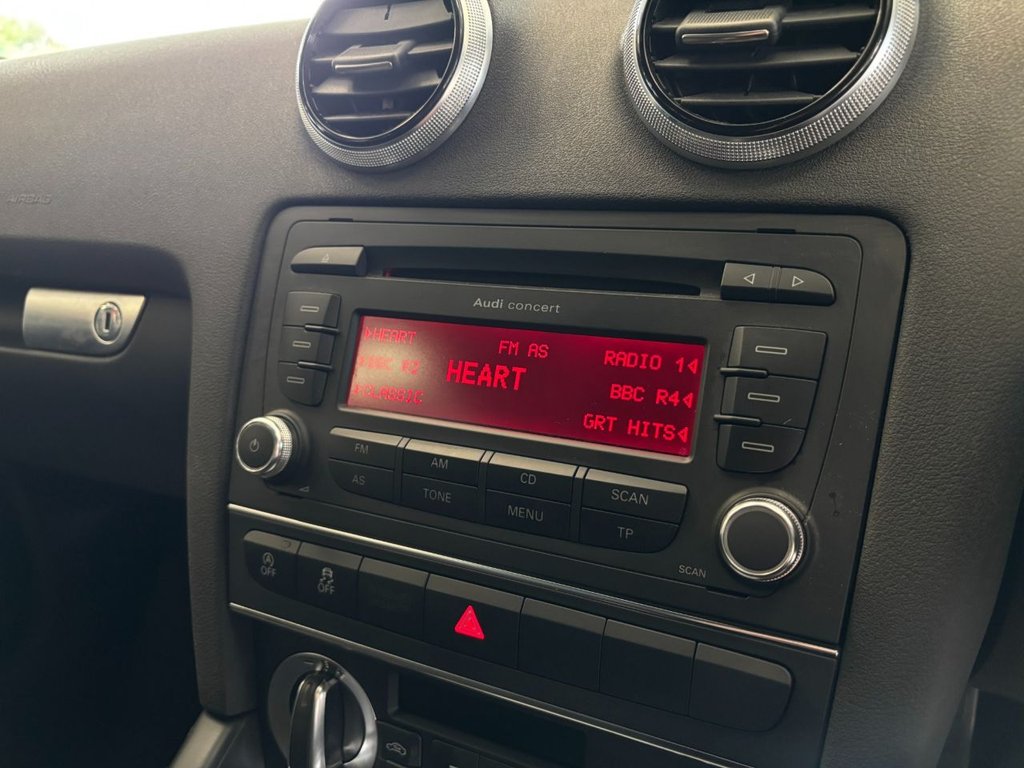 AIRBAG
Audi concert
HEART
FM AS
RADIO 1
HEART
BBC R4
CLASSIC
GRT HITS
FM
AM
CD
SCAN
AS
TONE
MENU
TP
SCAN
A
OFF
OFF